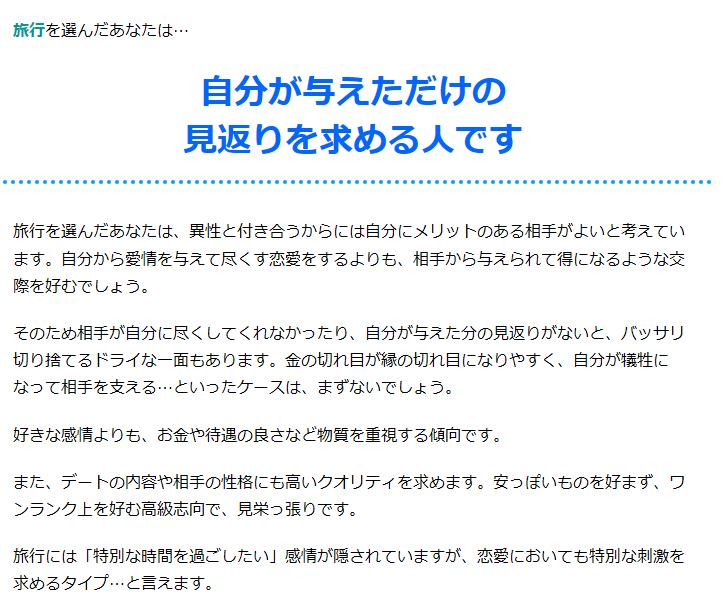 旅行を選んだあなたは…
自分が与えただけの
見返りを求める人です
旅行を選んだあなたは、異性と付き合うからには自分にメリットのある相手がよいと考えてい
ます。自分から愛情を与えて尽くす恋愛をするよりも、相手から与えられて得になるような交
際を好むでしょう。
そのため相手が自分に尽くしてくれなかったり、自分が与えた分の見返りがないと、バッサリ
切り捨てるドライな一面もあります。金の切れ目が縁の切れ目になりやすく、自分が犠牲に
なって相手を支える…といったケースは、まずないでしょう。
好きな感情よりも、お金や待遇の良さなど物質を重視する傾向です。
また、デートの内容や相手の性格にも高いクオリティを求めます。安っぽいものを好まず、ワ
ンランク上を好む高級志向で、見栄っ張りです。
旅行には「特別な時間を過ごしたい」感情が隠されていますが、恋愛においても特別な刺激を
求めるタイプ…と言えます。